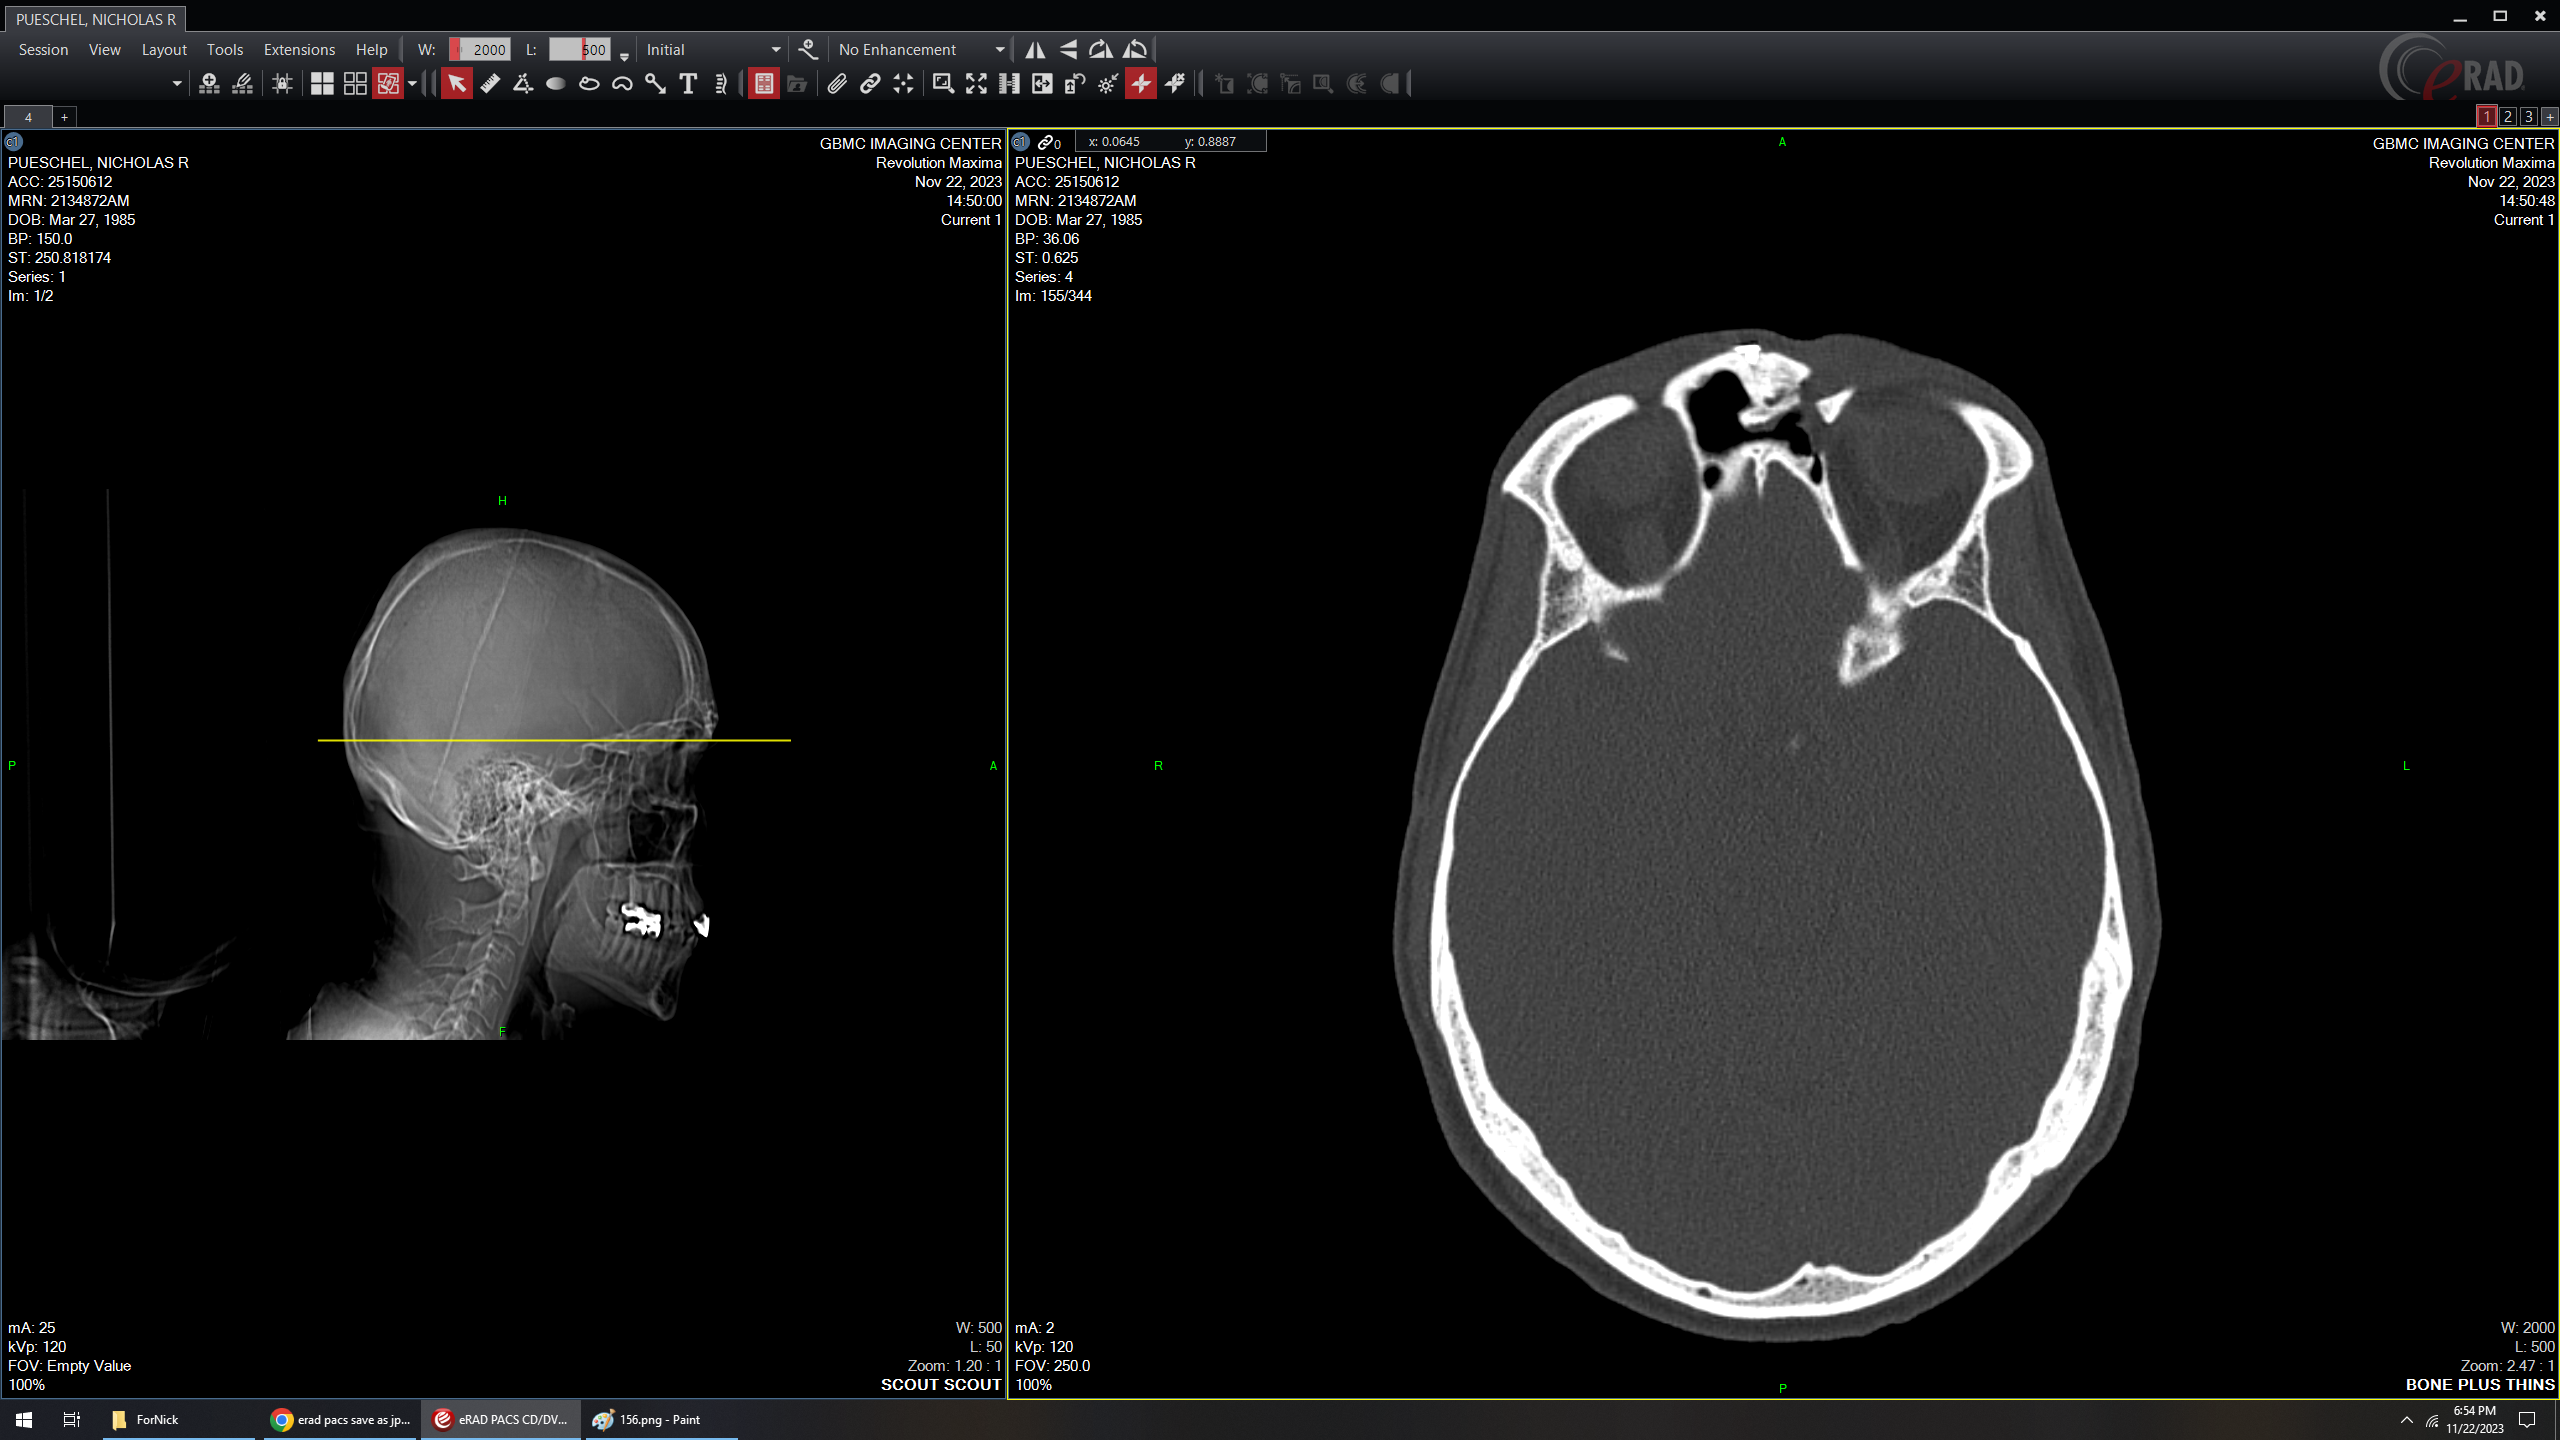 PUESCHEL, NICHOLAS R
Session View Layout Tools Extensions Help W: 2000 L: 500 Initial No Enhancement
T
eRAD
4 + 1 2 3 +
c1
GBMC IMAGING CENTER
PUESCHEL, NICHOLAS R
Revolution Maxima
ACC: 25150612
Nov 22, 2023
MRN: 2134872AM
14:50:00
DOB: Mar 27, 1985
Current 1
BP: 150.0
ST: 250.818174
Series: 1
Im: 1/2
H
P
A
F
mA: 25
W: 500
kVp: 120
L: 50
FOV: Empty Value
Zoom: 1.20 : 1
100%
SCOUT SCOUT
c1 0 x: 0.0645 y: 0.8887
A
GBMC IMAGING CENTER
PUESCHEL, NICHOLAS R
Revolution Maxima
ACC: 25150612
Nov 22, 2023
MRN: 2134872AM
14:50:48
DOB: Mar 27, 1985
Current 1
BP: 36.06
ST: 0.625
Series: 4
Im: 155/344
R
L
mA: 2
W: 2000
kVp: 120
L: 500
FOV: 250.0
Zoom: 2.47 : 1
100%
P
BONE PLUS THINS
ForNick
erad pacs save as jp...
eRAD PACS CD/DV...
156.png - Paint
6:54 PM
11/22/2023